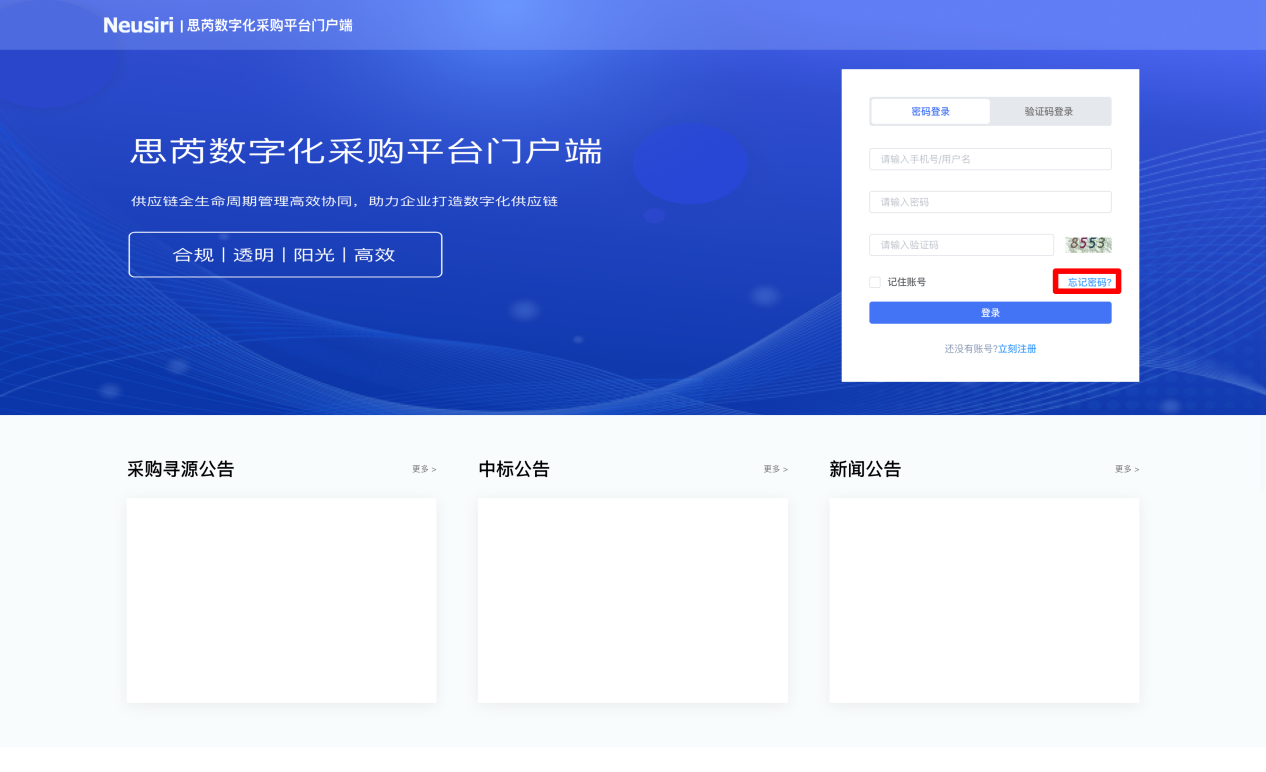 Neusiri | 思芮数字化采购平台门户端
思芮数字化采购平台门户端
供应链全生命周期管理高效协同，助力企业打造数字化供应链
合规 | 透明 | 阳光 | 高效
密码登录 验证码登录
请输入手机号/用户名
请输入密码
请输入验证码 8553
记住账号 忘记密码?
登录
还没有账号?立刻注册
采购寻源公告 更多 >
中标公告 更多 >
新闻公告 更多 >